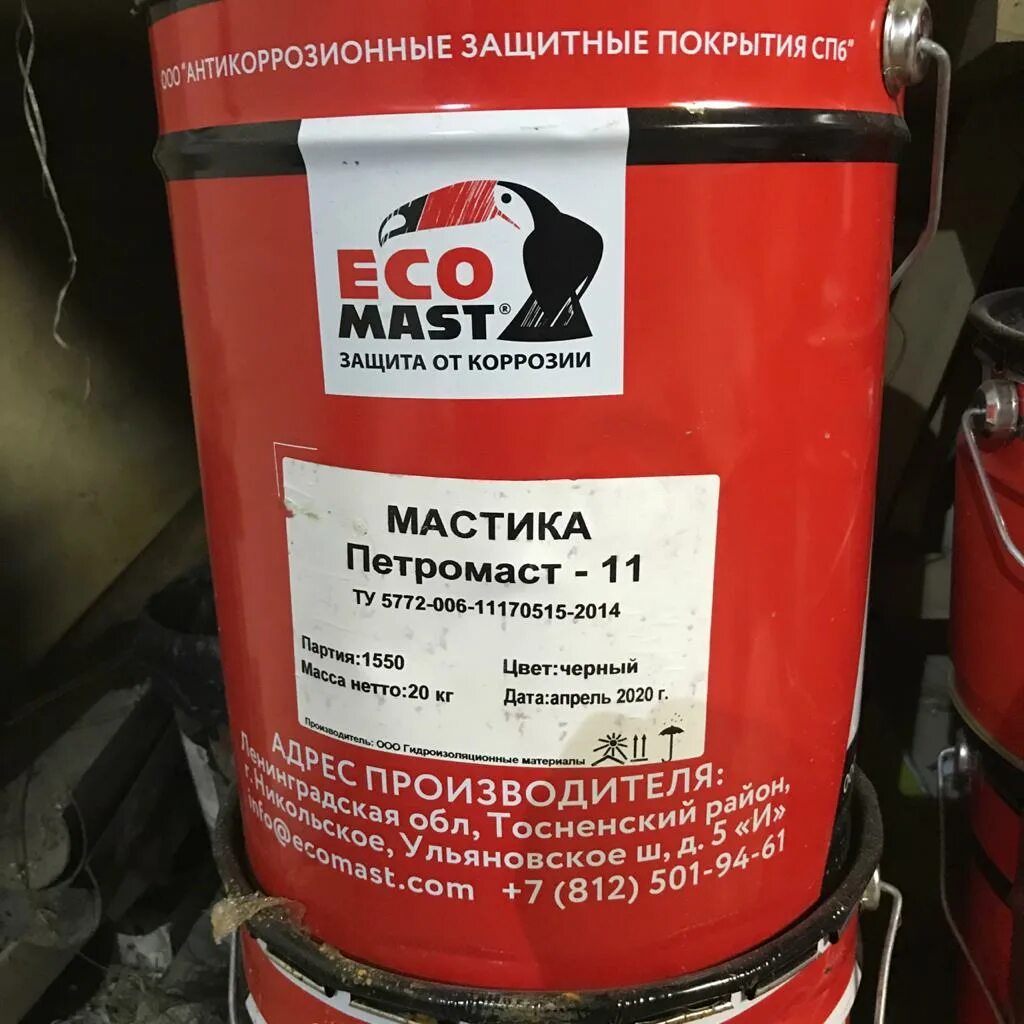 ООО "АНТИКОРРОЗИОННЫЕ ЗАЩИТНЫЕ ПОКРЫТИЯ СПб"
ECO
MAST®
ЗАЩИТА ОТ КОРРОЗИИ
МАСТИКА
Петромаст - 11
ТУ 5772-006-11170515-2014
Партия:1550 Цвет:черный
Масса нетто:20 кг Дата:апрель 2020 г.
Производитель: ООО Гидроизоляционные материалы
АДРЕС ПРОИЗВОДИТЕЛЯ:
Ленинградская обл, Тосненский район,
г.Никольское, Ульяновское ш, д. 5 «И»
info@ecomast.com +7 (812) 501-94-61